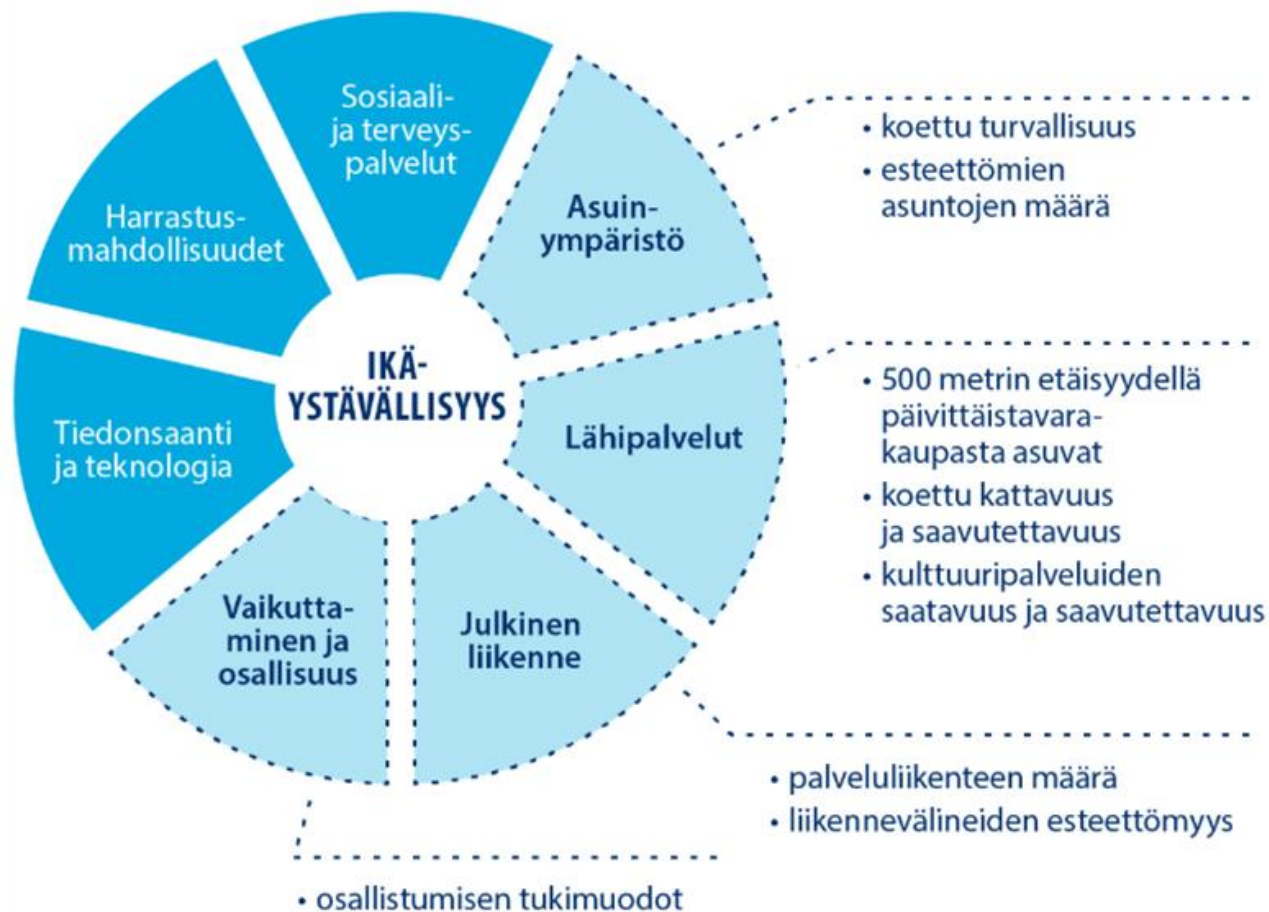 Sosiaali-
ja terveys-
palvelut
Harrastus-
mahdollisuudet
Tiedonsaanti
ja teknologia
IKÄ-
YSTÄVÄLLISYYS
Asuin-
ympäristö
• koettu turvallisuus
• esteettömien
asuntojen määrä
Lähipalvelut
• 500 metrin etäisyydellä
päivittäistavara-
kaupasta asuvat
• koettu kattavuus
ja saavutettavuus
• kulttuuripalveluiden
saatavuus ja saavutettavuus
Julkinen
liikenne
• palveluliikenteen määrä
• liikennevälineiden esteettömyys
Vaikutta-
minen ja
osallisuus
• osallistumisen tukimuodot